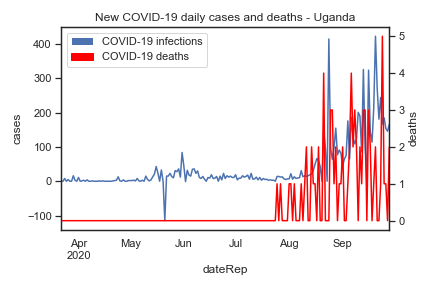 New COVID-19 daily cases and deaths - Uganda
COVID-19 infections
COVID-19 deaths
400
300
200
100
0
−100
cases
5
4
3
2
1
0
deaths
Apr May Jun Jul Aug Sep
2020
dateRep